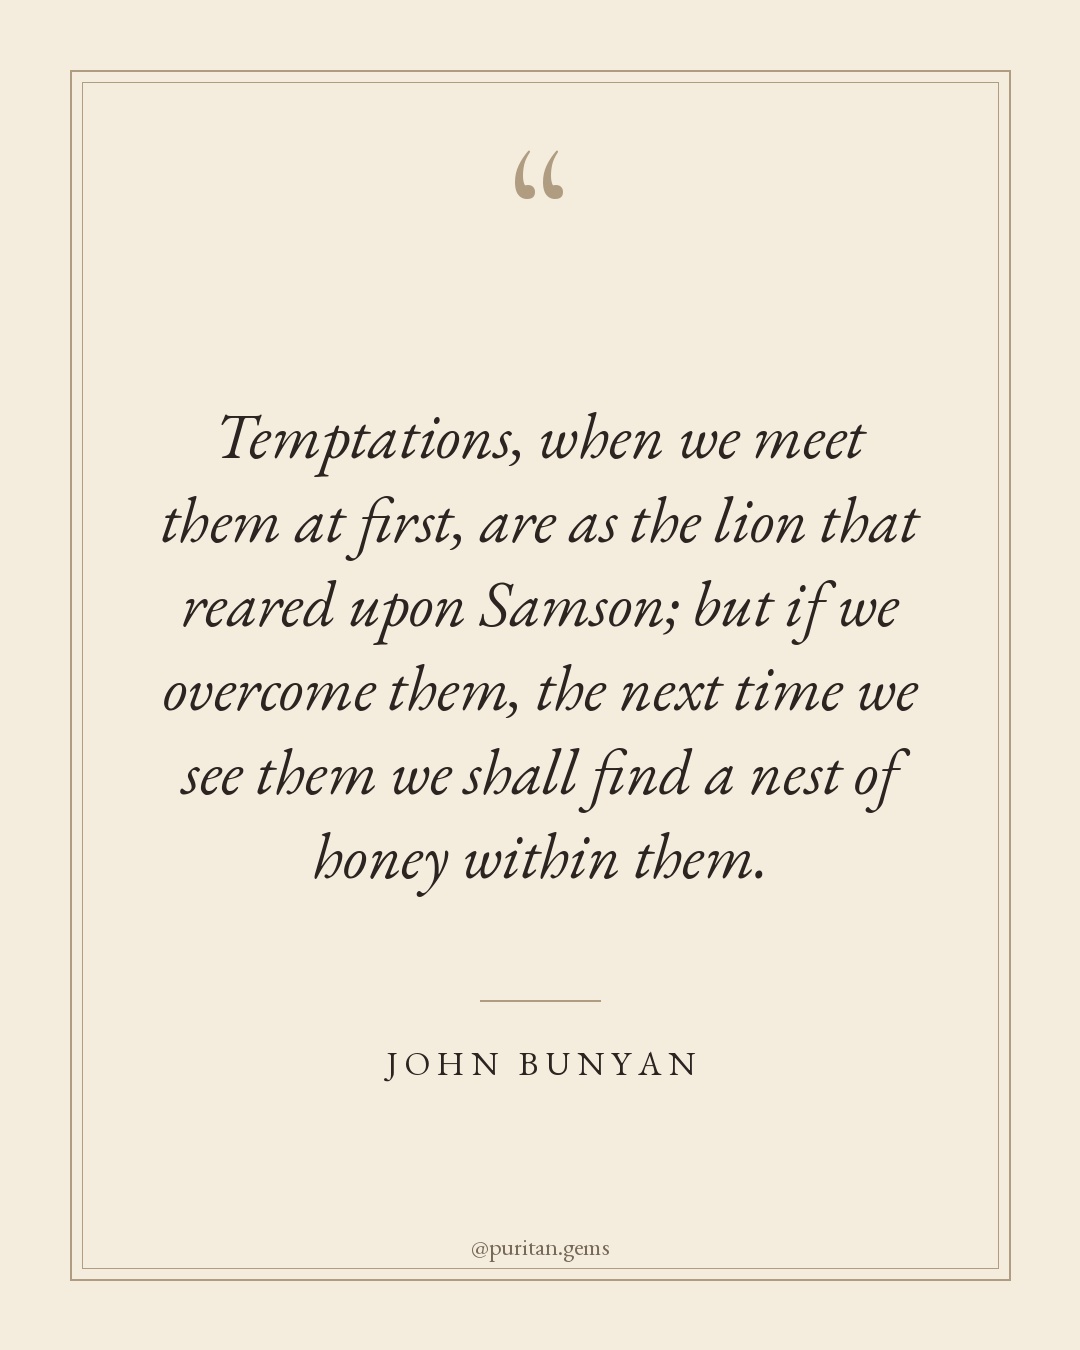 “
Temptations, when we meet
them at first, are as the lion that
reared upon Samson; but if we
overcome them, the next time we
see them we shall find a nest of
honey within them.
JOHN BUNYAN
@puritan.gems